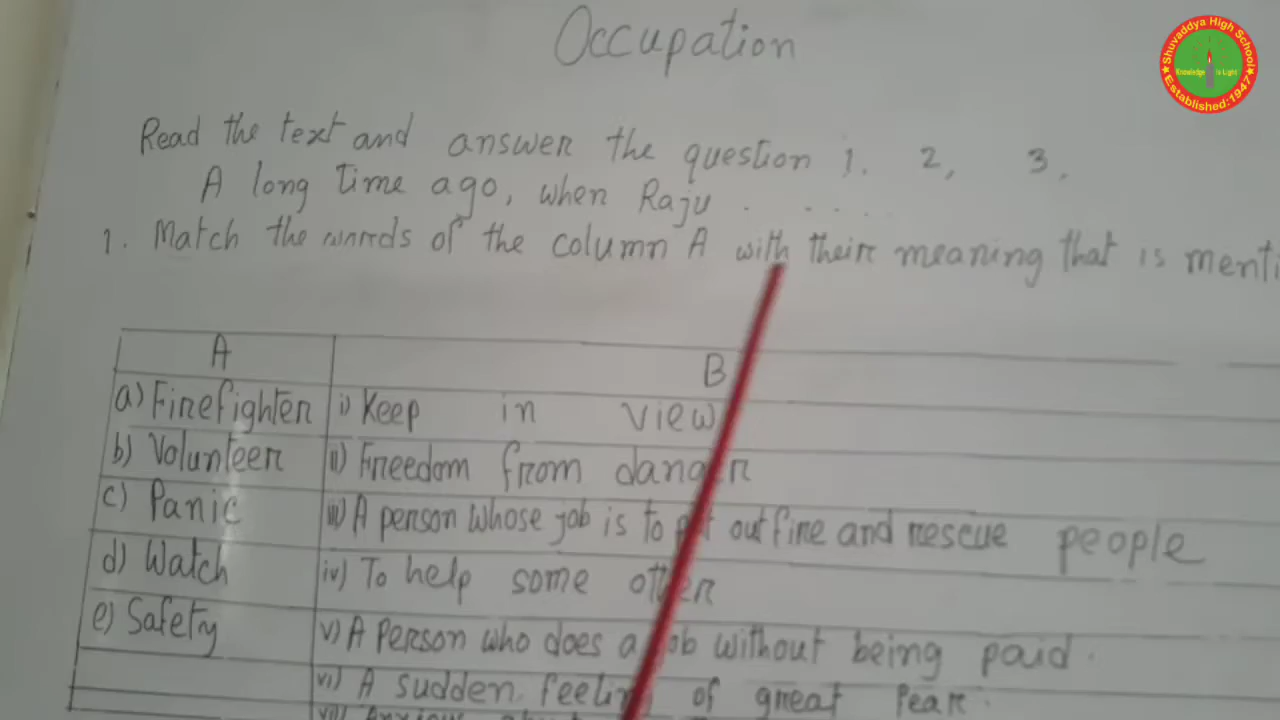 Shuvaddya High School
Knowledge is Light
Established:1947
Occupation
Read the text and answer the question 1. 2, 3.
A long time ago, when Raju . . . . . .
1. Match the words of the column A with their meaning that is menti
A
B
a) Firefighter
i) Keep in view
b) Volunteer
ii) Freedom from danger
c) Panic
iii) A person whose job is to put out fire and rescue people
d) Watch
iv) To help some other
e) Safety
v) A Person who does a job without being paid.
vi) A sudden feeling of great Fear.